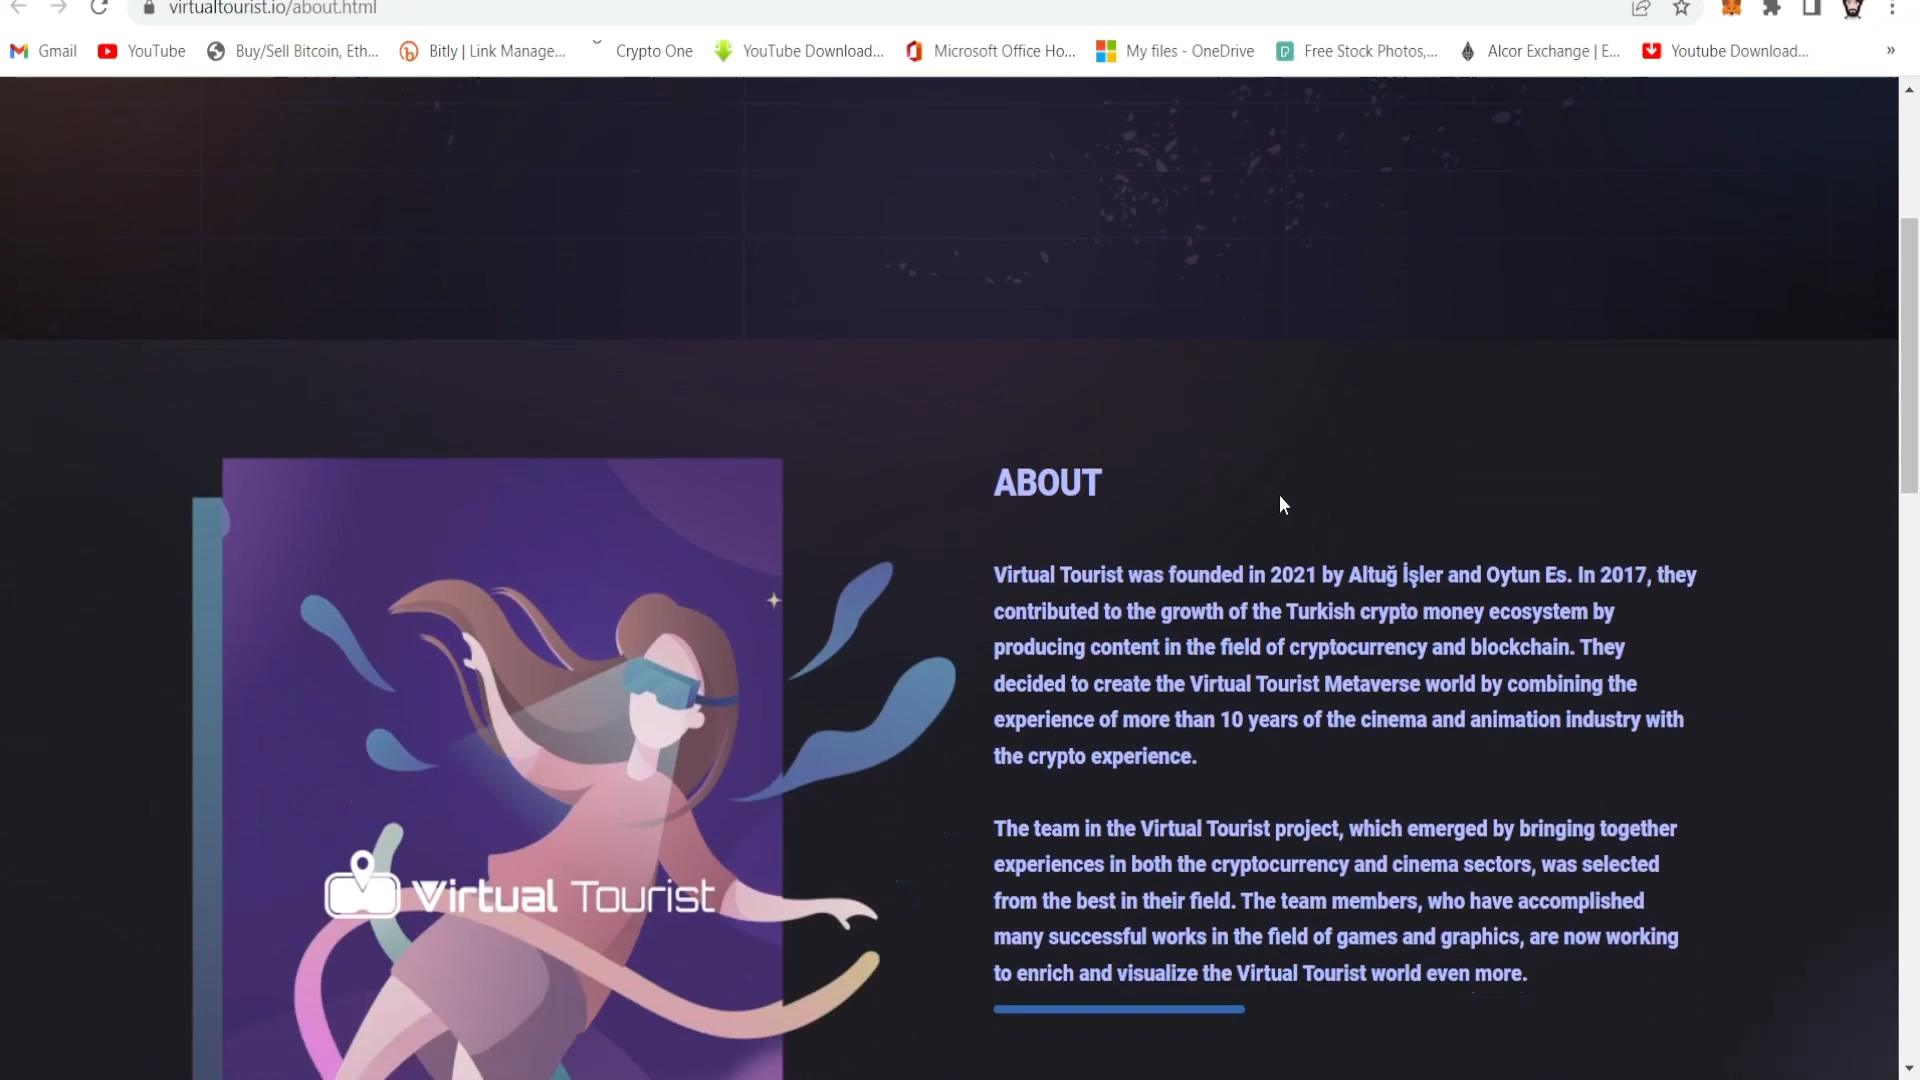 virtualtourist.io/about.html
Gmail YouTube Buy/Sell Bitcoin, Eth... Bitly | Link Manage... Crypto One YouTube Download... Microsoft Office Ho... My files - OneDrive Free Stock Photos,... Alcor Exchange | E... Youtube Download... »
ABOUT
Virtual Tourist was founded in 2021 by Altuğ İşler and Oytun Es. In 2017, they
contributed to the growth of the Turkish crypto money ecosystem by
producing content in the field of cryptocurrency and blockchain. They
decided to create the Virtual Tourist Metaverse world by combining the
experience of more than 10 years of the cinema and animation industry with
the crypto experience.
The team in the Virtual Tourist project, which emerged by bringing together
experiences in both the cryptocurrency and cinema sectors, was selected
from the best in their field. The team members, who have accomplished
many successful works in the field of games and graphics, are now working
to enrich and visualize the Virtual Tourist world even more.
Virtual Tourist